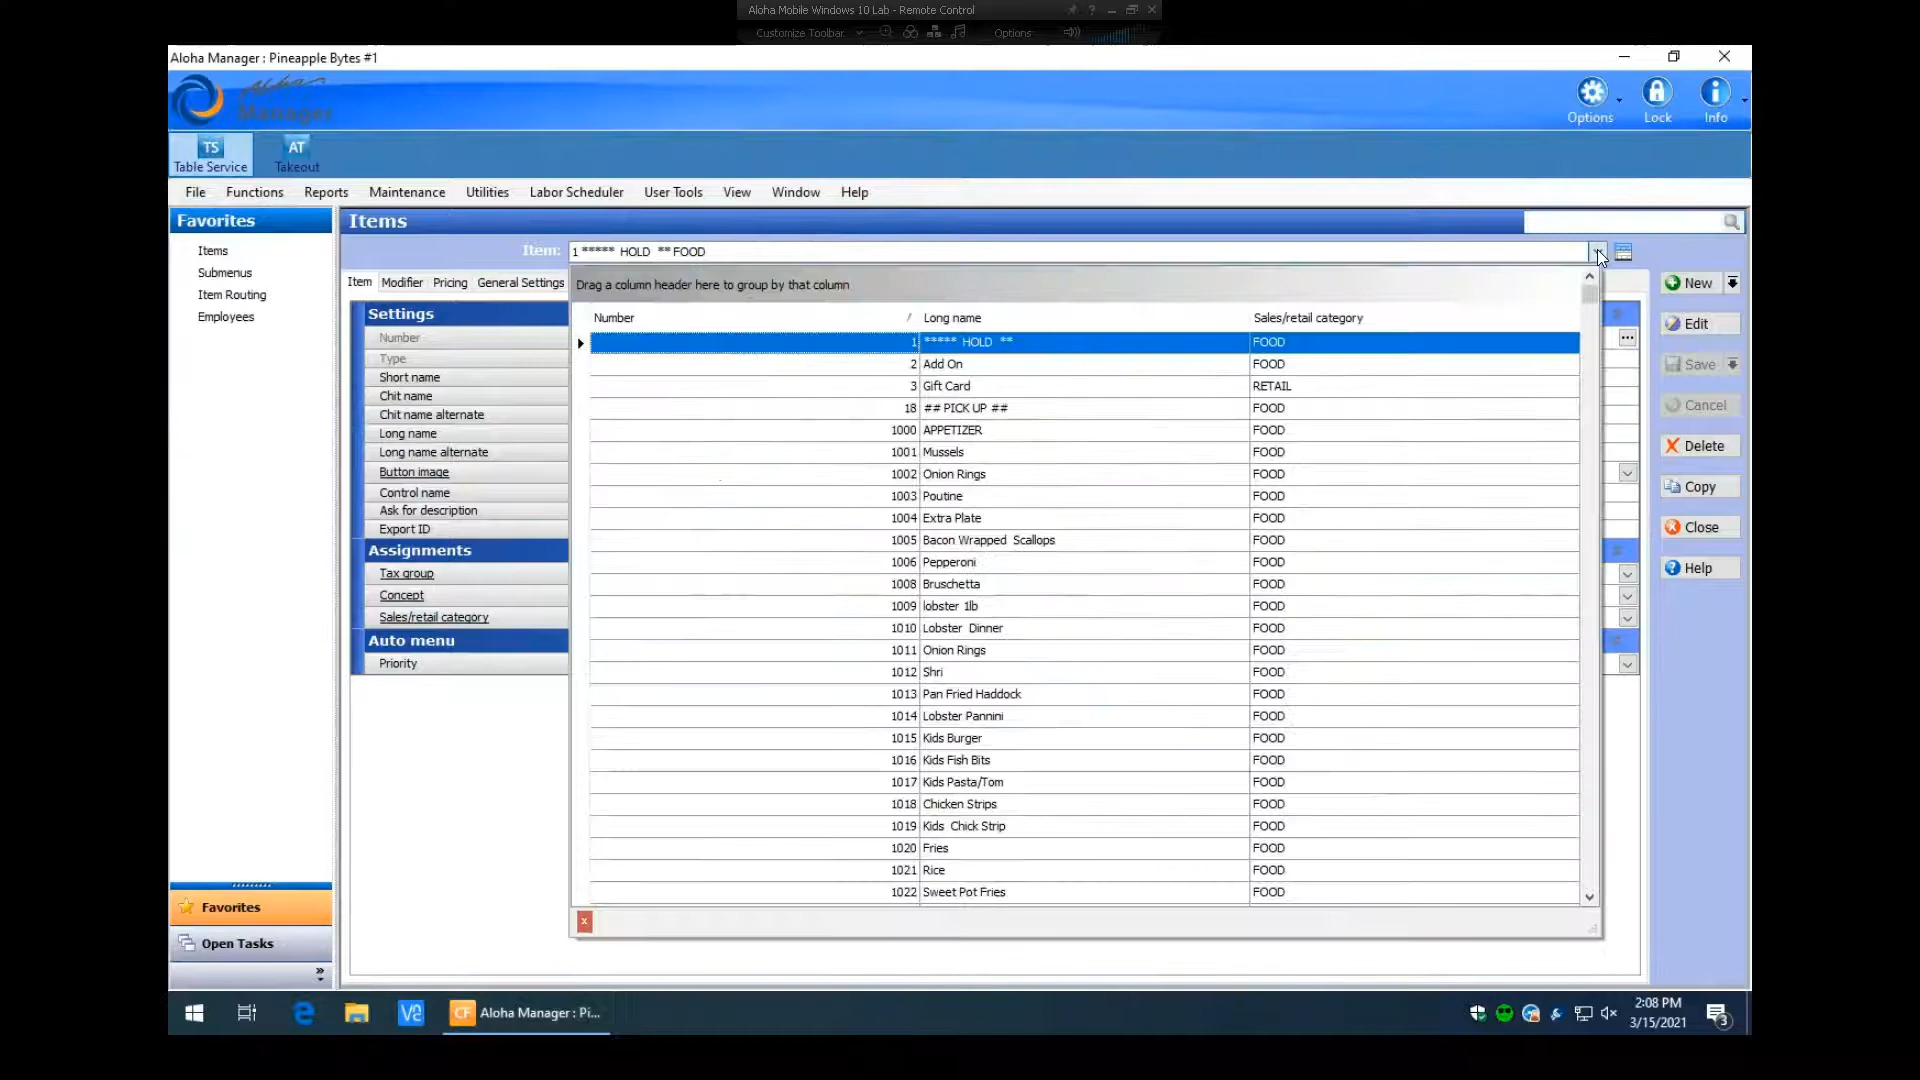 Aloha Mobile Windows 10 Lab - Remote Control
Customize Toolbar
Options
Aloha Manager : Pineapple Bytes #1
Aloha
Manager
Options
Lock
Info
TS
Table Service
AT
Takeout
File Functions Reports Maintenance Utilities Labor Scheduler User Tools View Window Help
Favorites
Items
Submenus
Item Routing
Employees
Favorites
Open Tasks
Items
Item: 1 ***** HOLD ** FOOD
Item Modifier Pricing General Settings
Settings
Number
Type
Short name
Chit name
Chit name alternate
Long name
Long name alternate
Button image
Control name
Ask for description
Export ID
Assignments
Tax group
Concept
Sales/retail category
Auto menu
Priority
Drag a column header here to group by that column
Number / Long name Sales/retail category
1 ***** HOLD ** FOOD
2 Add On FOOD
3 Gift Card RETAIL
18 ## PICK UP ## FOOD
1000 APPETIZER FOOD
1001 Mussels FOOD
1002 Onion Rings FOOD
1003 Poutine FOOD
1004 Extra Plate FOOD
1005 Bacon Wrapped Scallops FOOD
1006 Pepperoni FOOD
1008 Bruschetta FOOD
1009 lobster 1lb FOOD
1010 Lobster Dinner FOOD
1011 Onion Rings FOOD
1012 Shri FOOD
1013 Pan Fried Haddock FOOD
1014 Lobster Pannini FOOD
1015 Kids Burger FOOD
1016 Kids Fish Bits FOOD
1017 Kids Pasta/Tom FOOD
1018 Chicken Strips FOOD
1019 Kids Chick Strip FOOD
1020 Fries FOOD
1021 Rice FOOD
1022 Sweet Pot Fries FOOD
New
Edit
Save
Cancel
Delete
Copy
Close
Help
CF Aloha Manager : Pi...
2:08 PM
3/15/2021
3